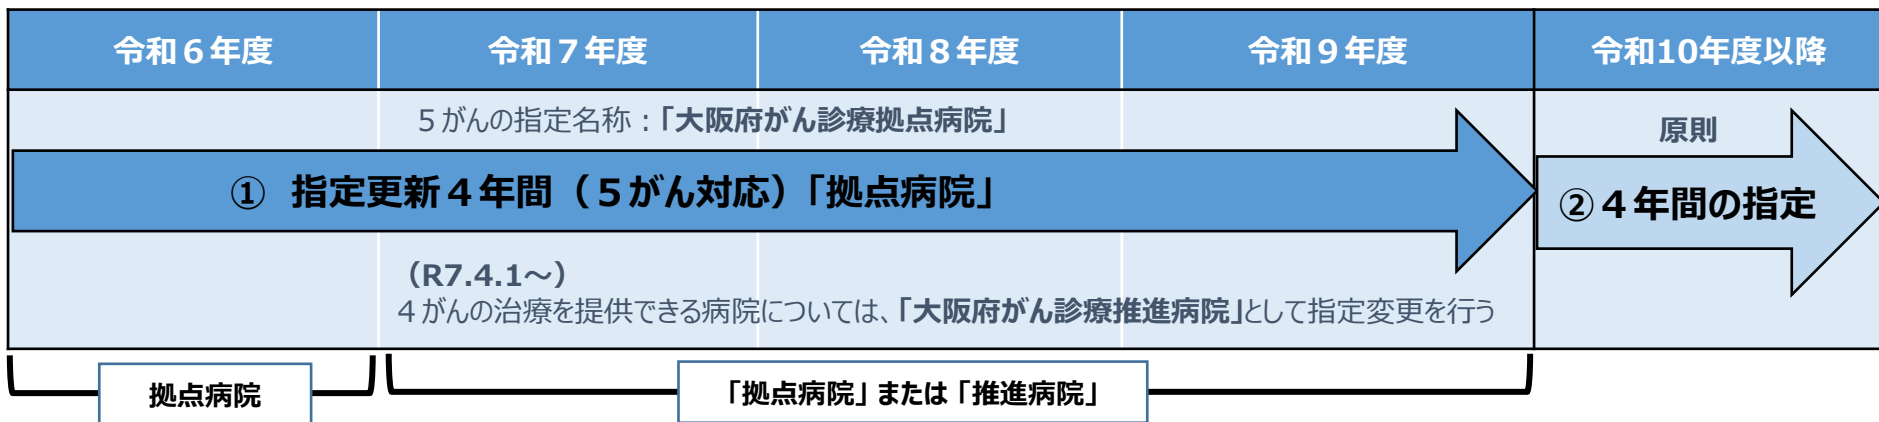 令和６年度
令和７年度
令和８年度
令和９年度
令和10年度以降
５がんの指定名称：「大阪府がん診療拠点病院」
① 指定更新４年間（５がん対応）「拠点病院」
（R7.4.1～）
４がんの治療を提供できる病院については、「大阪府がん診療推進病院」として指定変更を行う
原則
②４年間の指定
拠点病院
「拠点病院」または「推進病院」